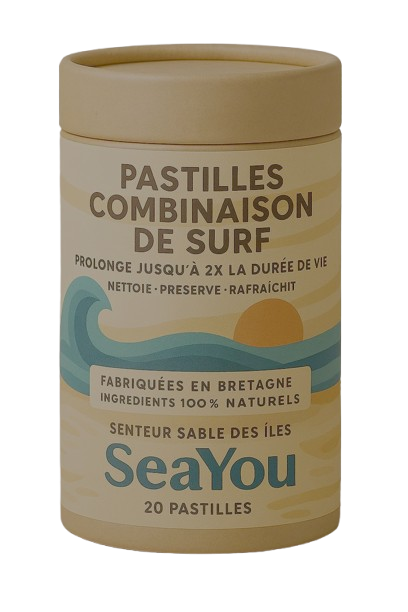 PASTILLES
COMBINAISON
DE SURF
PROLONGE JUSQU'À 2X LA DURÉE DE VIE
NETTOIE · PRESERVE · RAFRAÎCHIT
FABRIQUÉES EN BRETAGNE
INGREDIENTS 100% NATURELS
SENTEUR SABLE DES ÎLES
SeaYou
20 PASTILLES